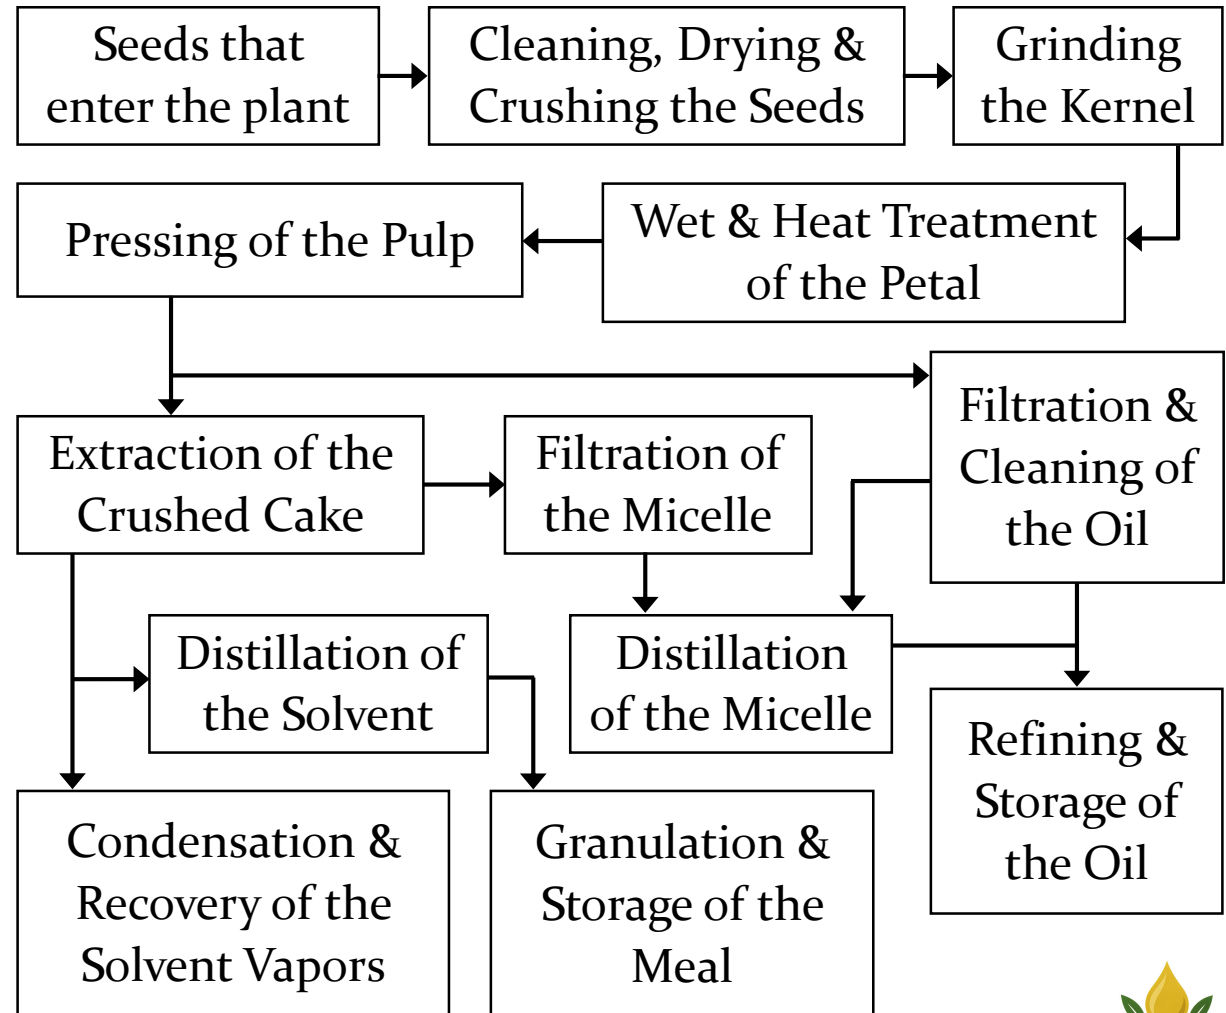 Seeds that
enter the plant
Cleaning, Drying &
Crushing the Seeds
Grinding
the Kernel
Wet & Heat Treatment
of the Petal
Pressing of the Pulp
Extraction of the
Crushed Cake
Filtration of
the Micelle
Filtration &
Cleaning of
the Oil
Distillation of
the Solvent
Distillation
of the Micelle
Refining &
Storage of
the Oil
Condensation &
Recovery of the
Solvent Vapors
Granulation &
Storage of the
Meal